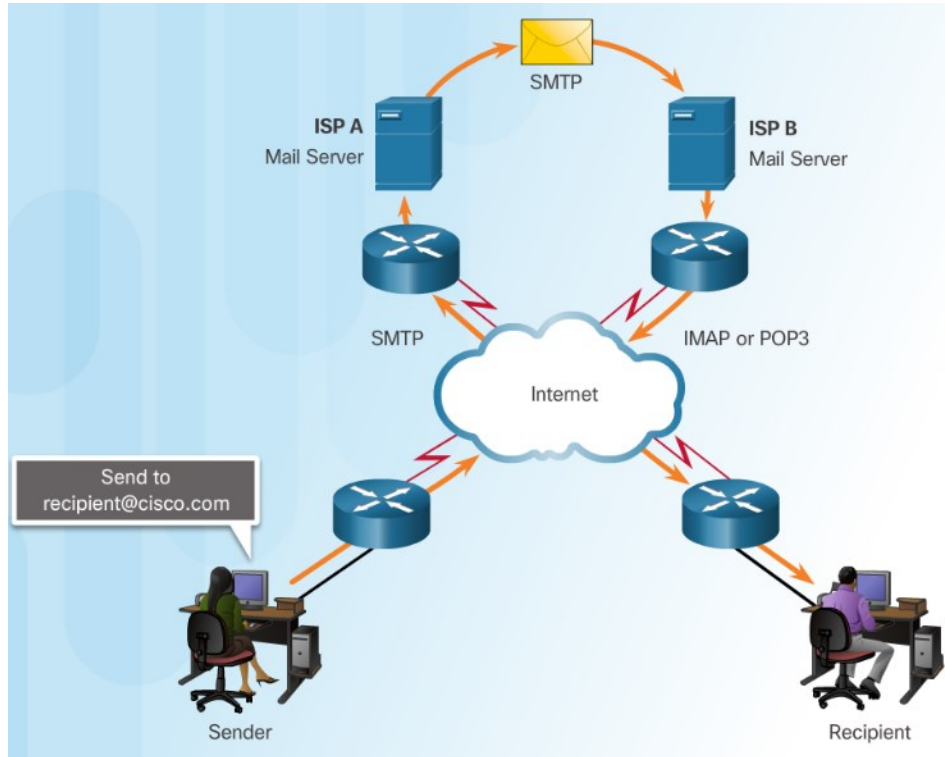 SMTP
ISP A
Mail Server
ISP B
Mail Server
SMTP
IMAP or POP3
Internet
Send to
recipient@cisco.com
Sender
Recipient